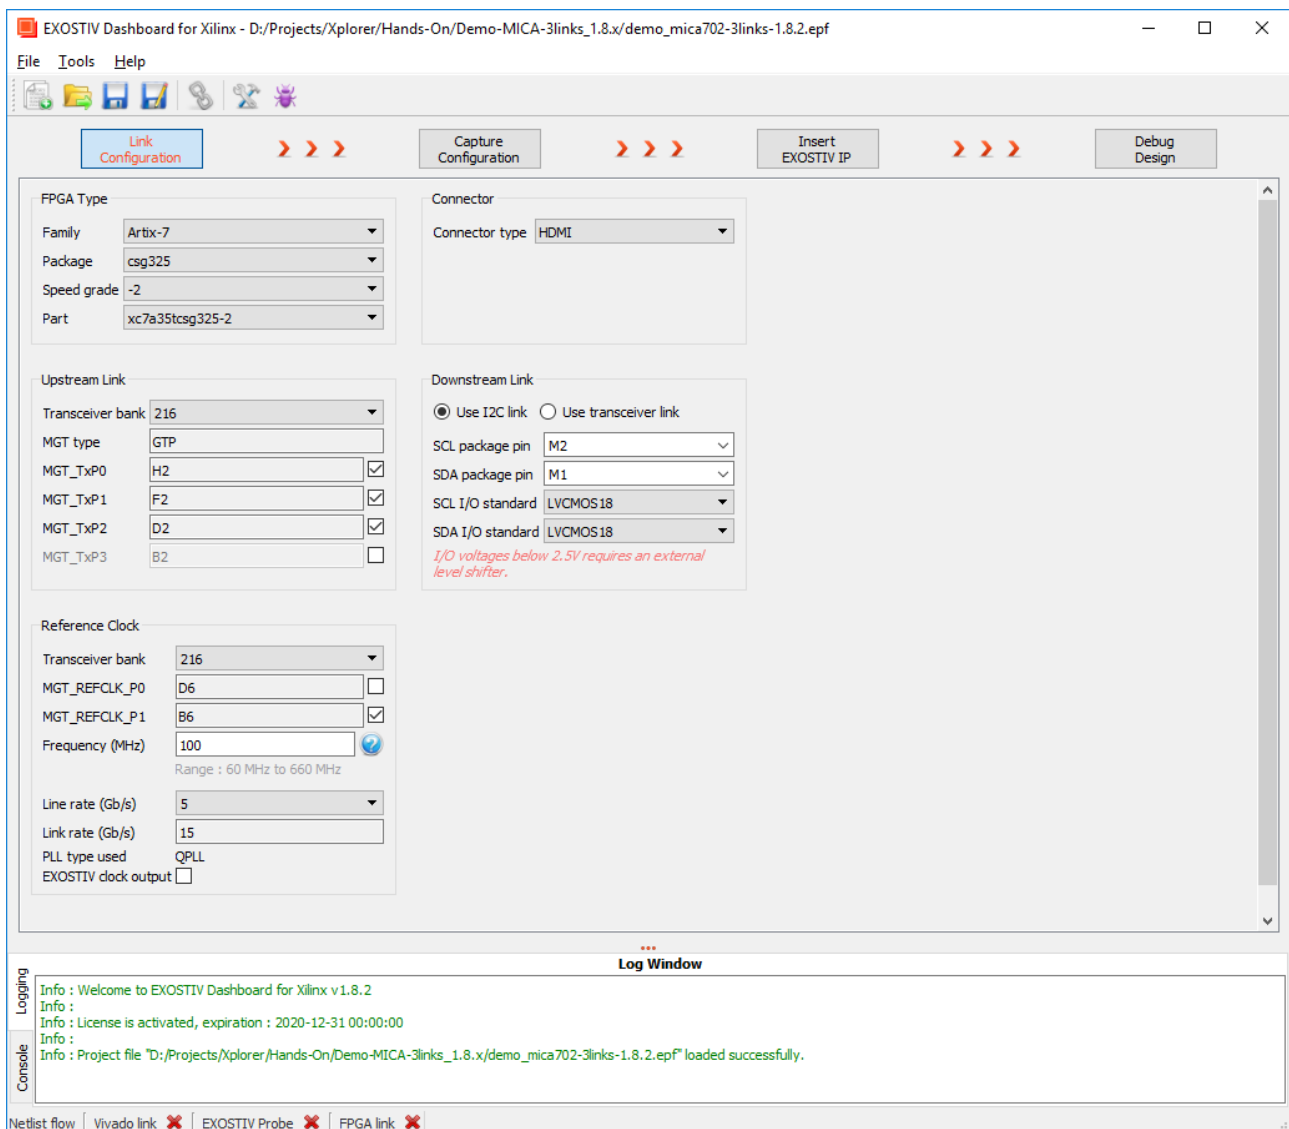 EXOSTIV Dashboard for Xilinx - D:/Projects/Xplorer/Hands-On/Demo-MICA-3links_1.8.x/demo_mica702-3links-1.8.2.epf
File Tools Help
Link
Configuration
Capture
Configuration
Insert
EXOSTIV IP
Debug
Design
FPGA Type
Family Artix-7
Package csg325
Speed grade -2
Part xc7a35tcsg325-2
Connector
Connector type HDMI
Upstream Link
Transceiver bank 216
MGT type GTP
MGT_TxP0 H2
MGT_TxP1 F2
MGT_TxP2 D2
MGT_TxP3 B2
Downstream Link
Use I2C link Use transceiver link
SCL package pin M2
SDA package pin M1
SCL I/O standard LVCMOS18
SDA I/O standard LVCMOS18
I/O voltages below 2.5V requires an external
level shifter.
Reference Clock
Transceiver bank 216
MGT_REFCLK_P0 D6
MGT_REFCLK_P1 B6
Frequency (MHz) 100
Range : 60 MHz to 660 MHz
Line rate (Gb/s) 5
Link rate (Gb/s) 15
PLL type used QPLL
EXOSTIV clock output
Log Window
Logging
Console
Info : Welcome to EXOSTIV Dashboard for Xilinx v1.8.2
Info :
Info : License is activated, expiration : 2020-12-31 00:00:00
Info :
Info : Project file "D:/Projects/Xplorer/Hands-On/Demo-MICA-3links_1.8.x/demo_mica702-3links-1.8.2.epf" loaded successfully.
Netlist flow Vivado link EXOSTIV Probe FPGA link